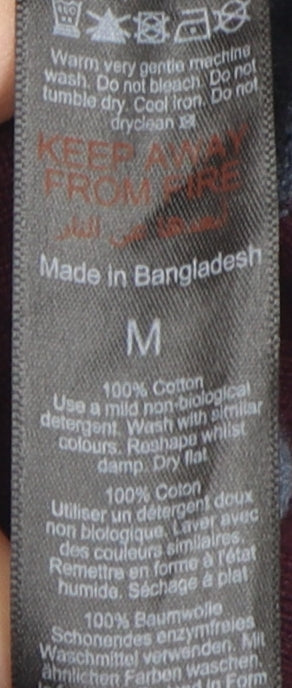 Warm very gentle machine
wash. Do not bleach. Do not
tumble dry. Cool iron. Do not
dryclean
KEEP AWAY
FROM FIRE
أبعدها عن النار
Made in Bangladesh
M
100% Cotton
Use a mild non-biological
detergent. Wash with similar
colours. Reshape whilst
damp. Dry flat
100% Coton
Utiliser un détergent doux
non biologique. Laver avec
des couleurs similaires.
Remettre en forme à l'état
humide. Séchage à plat
100% Baumwolle
Schonendes enzymfreies
Waschmittel verwenden. Mit
ähnlichen Farben waschen.
in Form